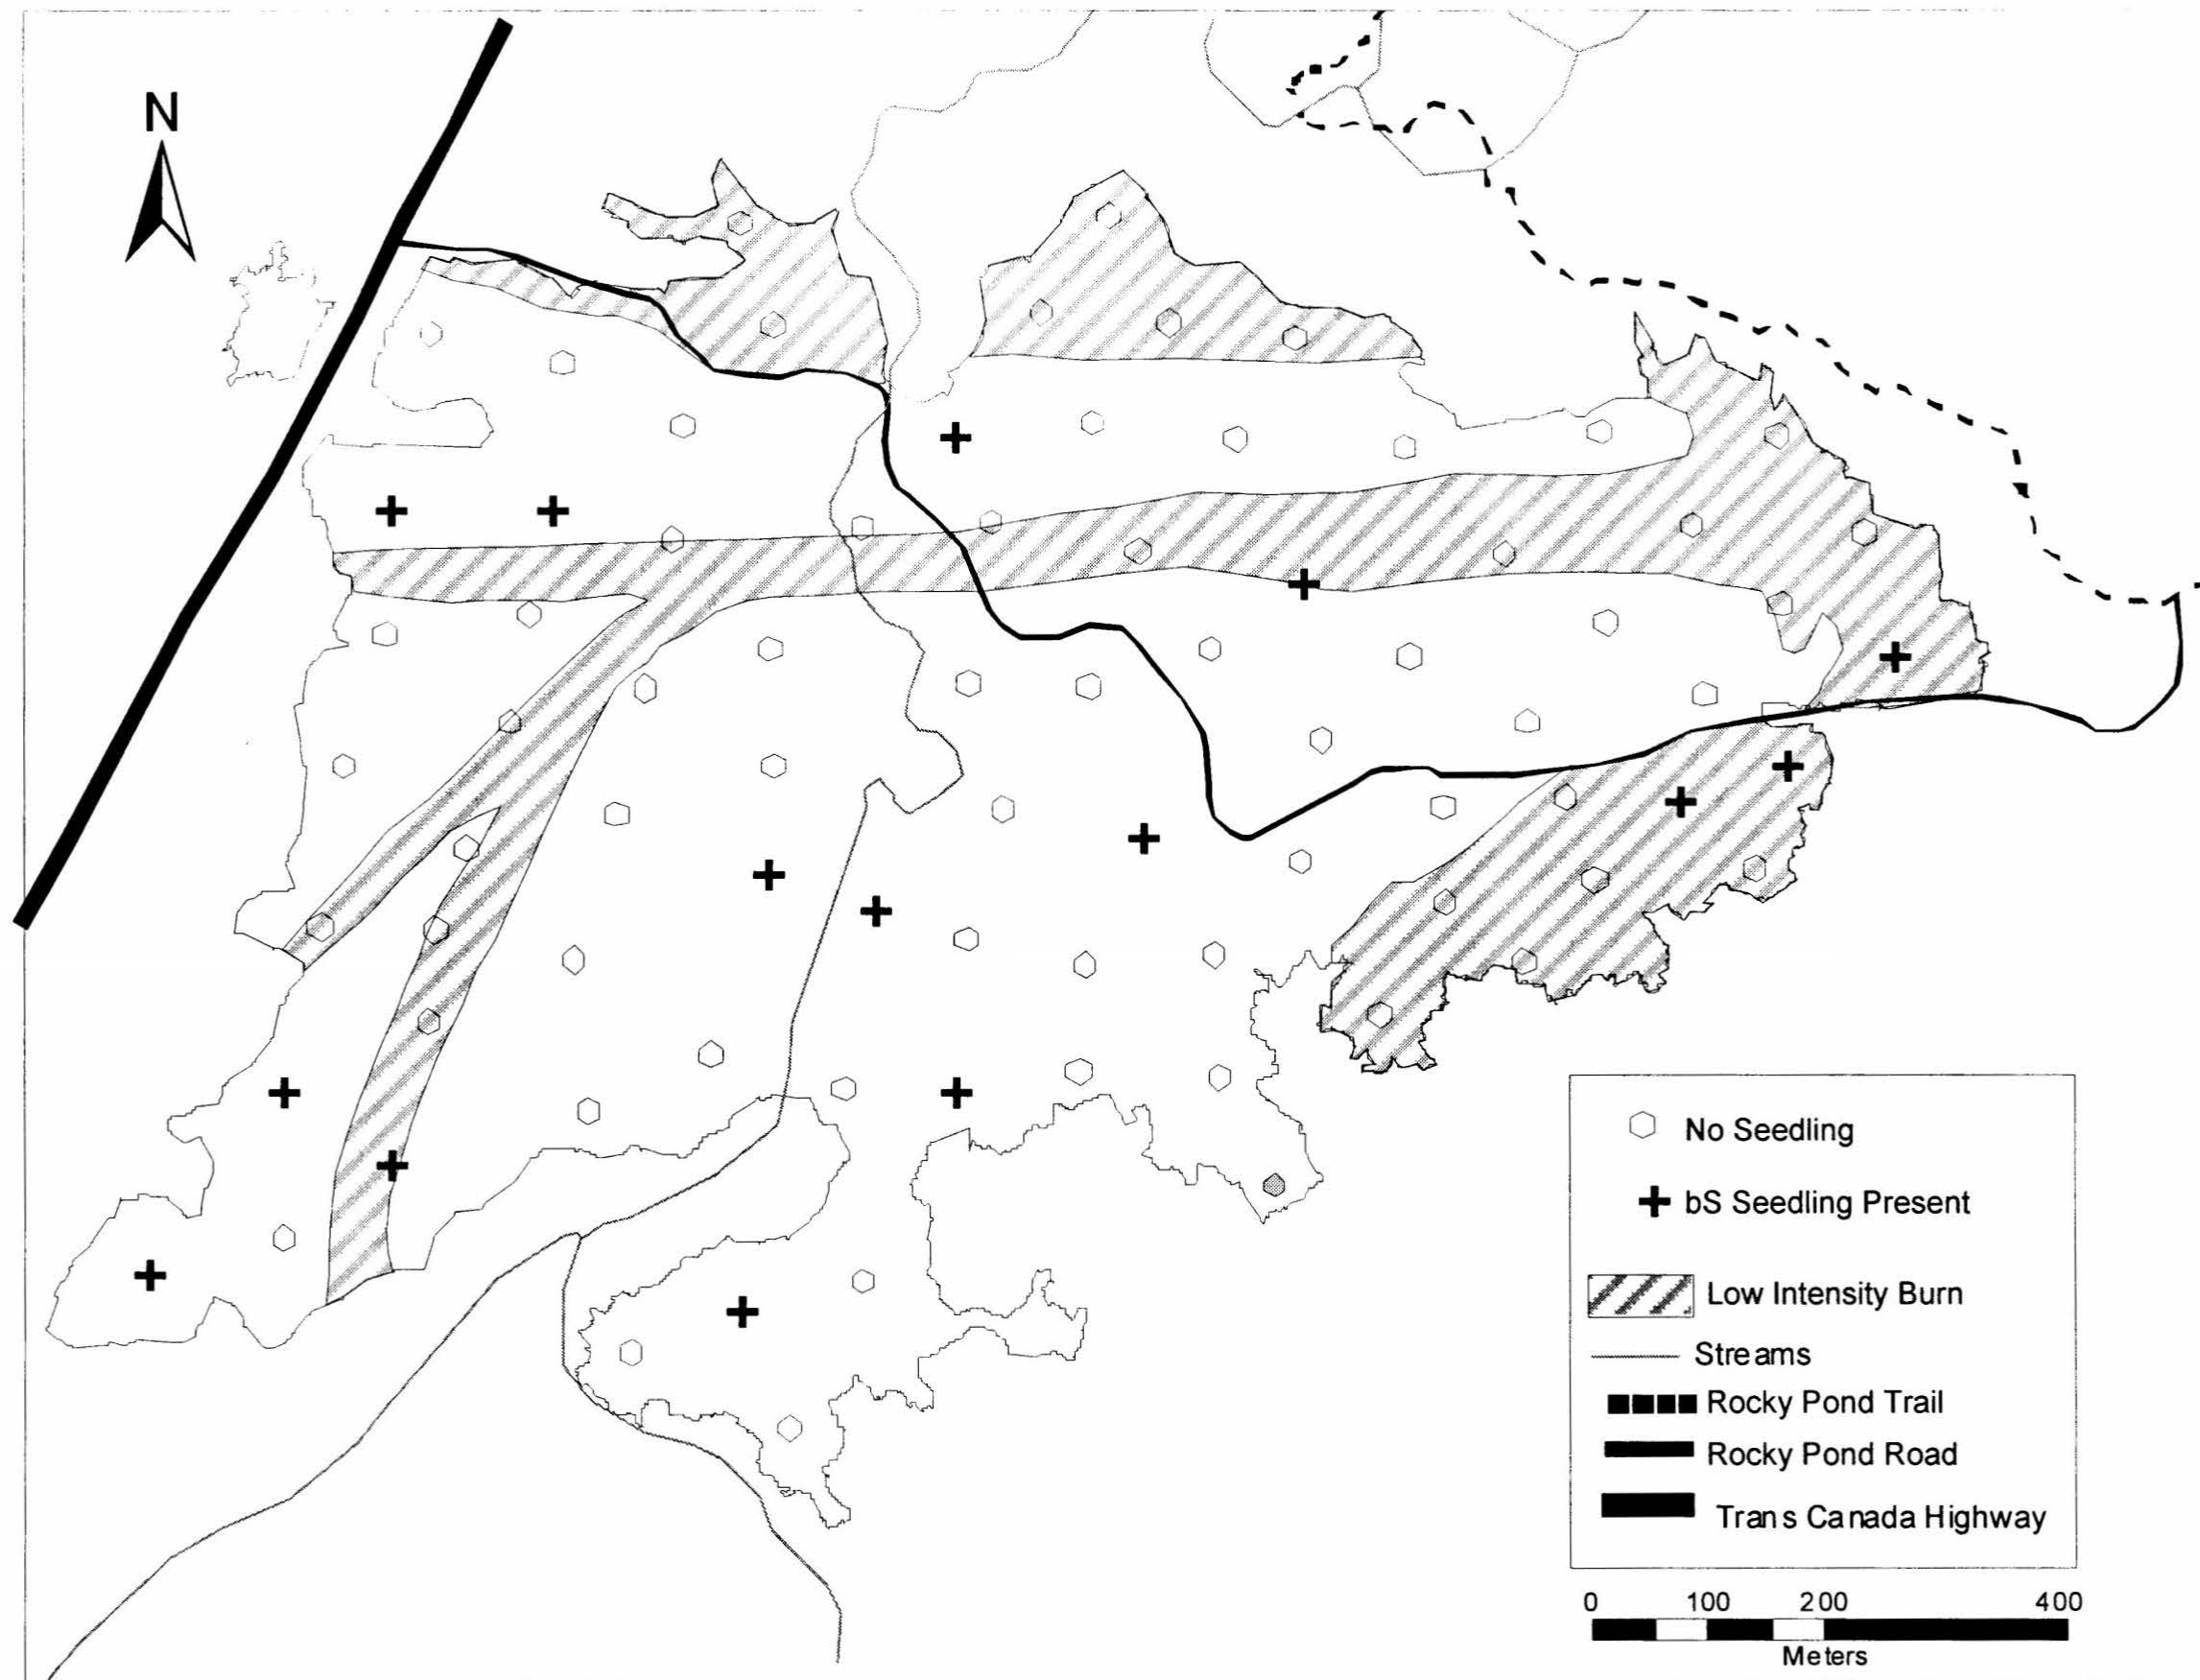 N
No Seedling
bS Seedling Present
Low Intensity Burn
Streams
Rocky Pond Trail
Rocky Pond Road
Trans Canada Highway
0 100 200 400
Meters